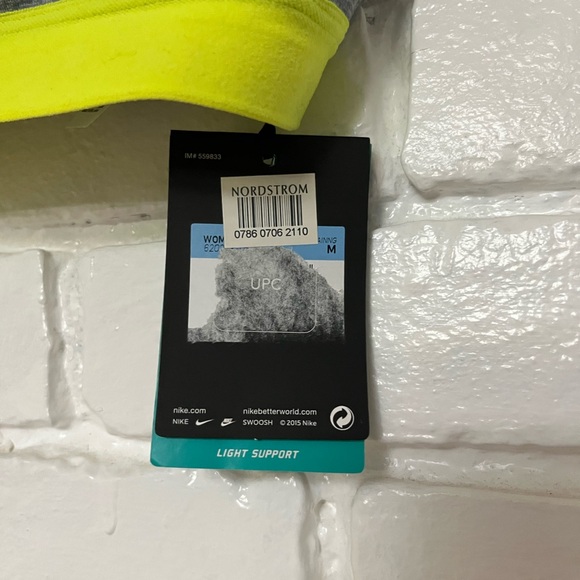 IM# 559833
NORDSTROM
0786 0706 2110
M
UPC
nike.com
nikebetterworld.com
NIKE
SWOOSH
© 2015 Nike
LIGHT SUPPORT